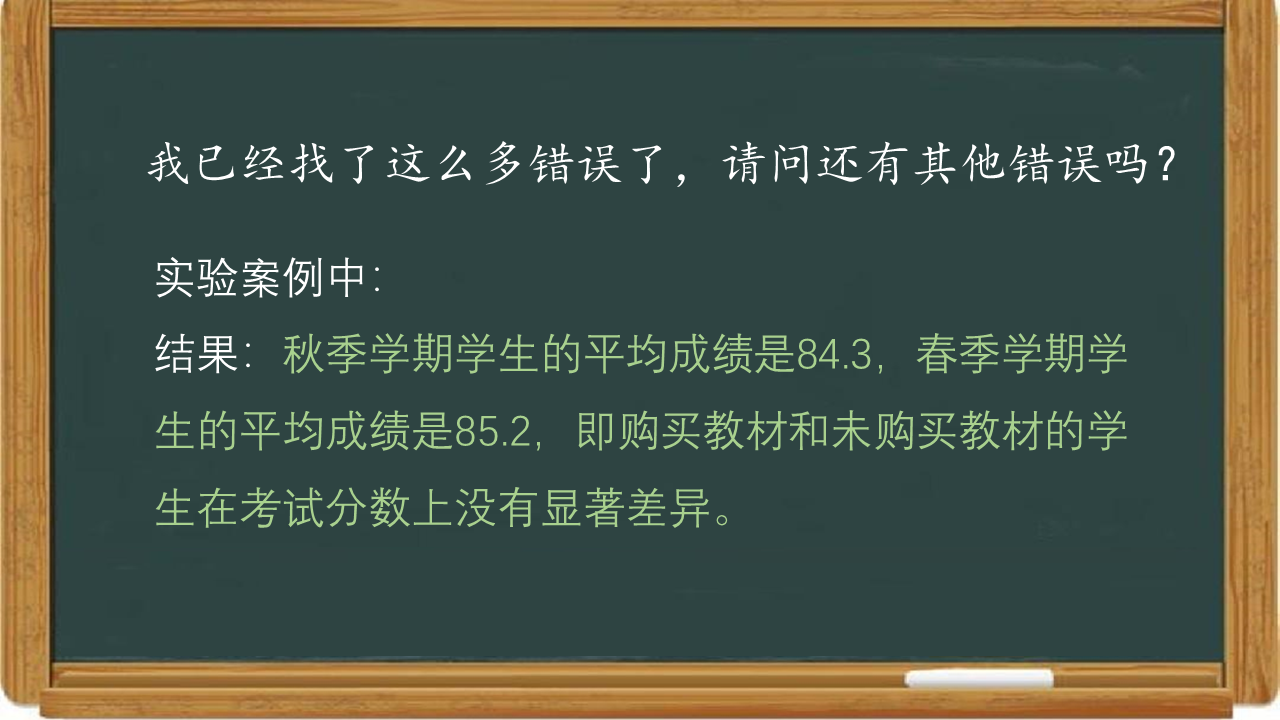 我已经找了这么多错误了，请问还有其他错误吗？
实验案例中：
结果：秋季学期学生的平均成绩是84.3，春季学期学
生的平均成绩是85.2，即购买教材和未购买教材的学
生在考试分数上没有显著差异。